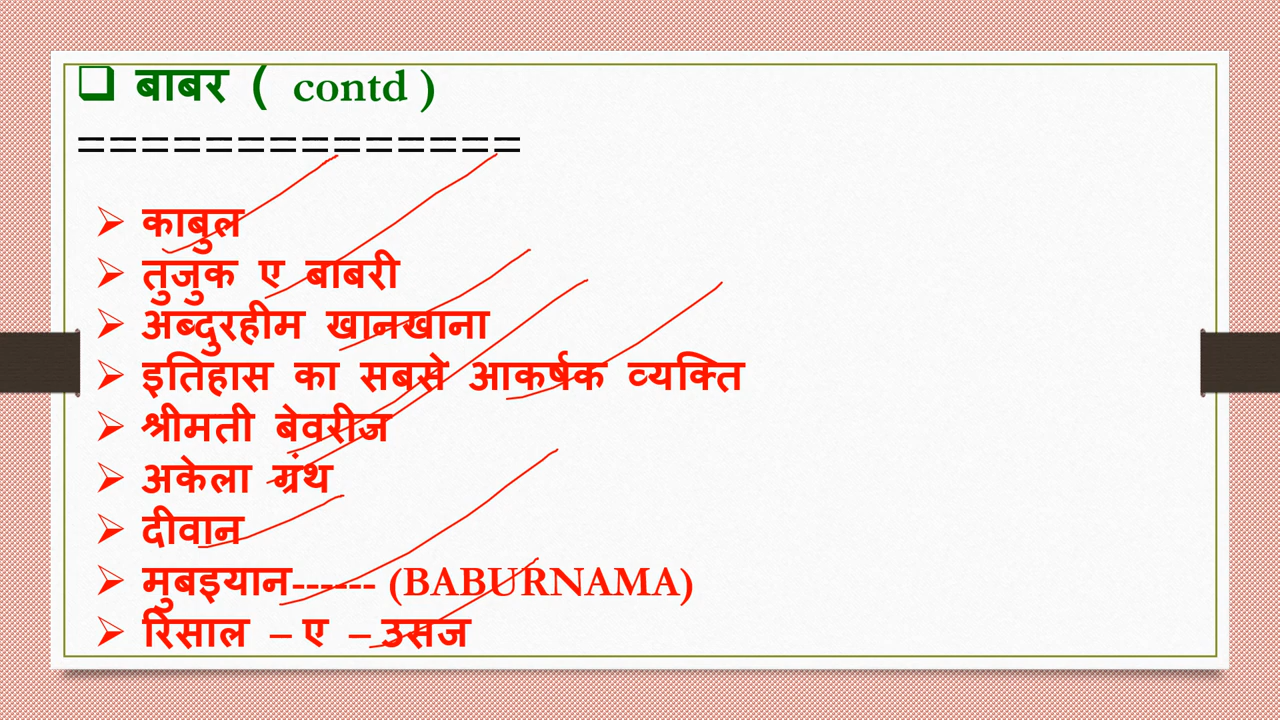 ❑ बाबर ( contd )
==============
➢ काबुल
➢ तुजुक ए बाबरी
➢ अब्दुरहीम खानखाना
➢ इतिहास का सबसे आकर्षक व्यक्ति
➢ श्रीमती बेवरीज
➢ अकेला ग्रंथ
➢ दीवान
➢ मुबइयान------ (BABURNAMA)
➢ रिसाल – ए – उसज